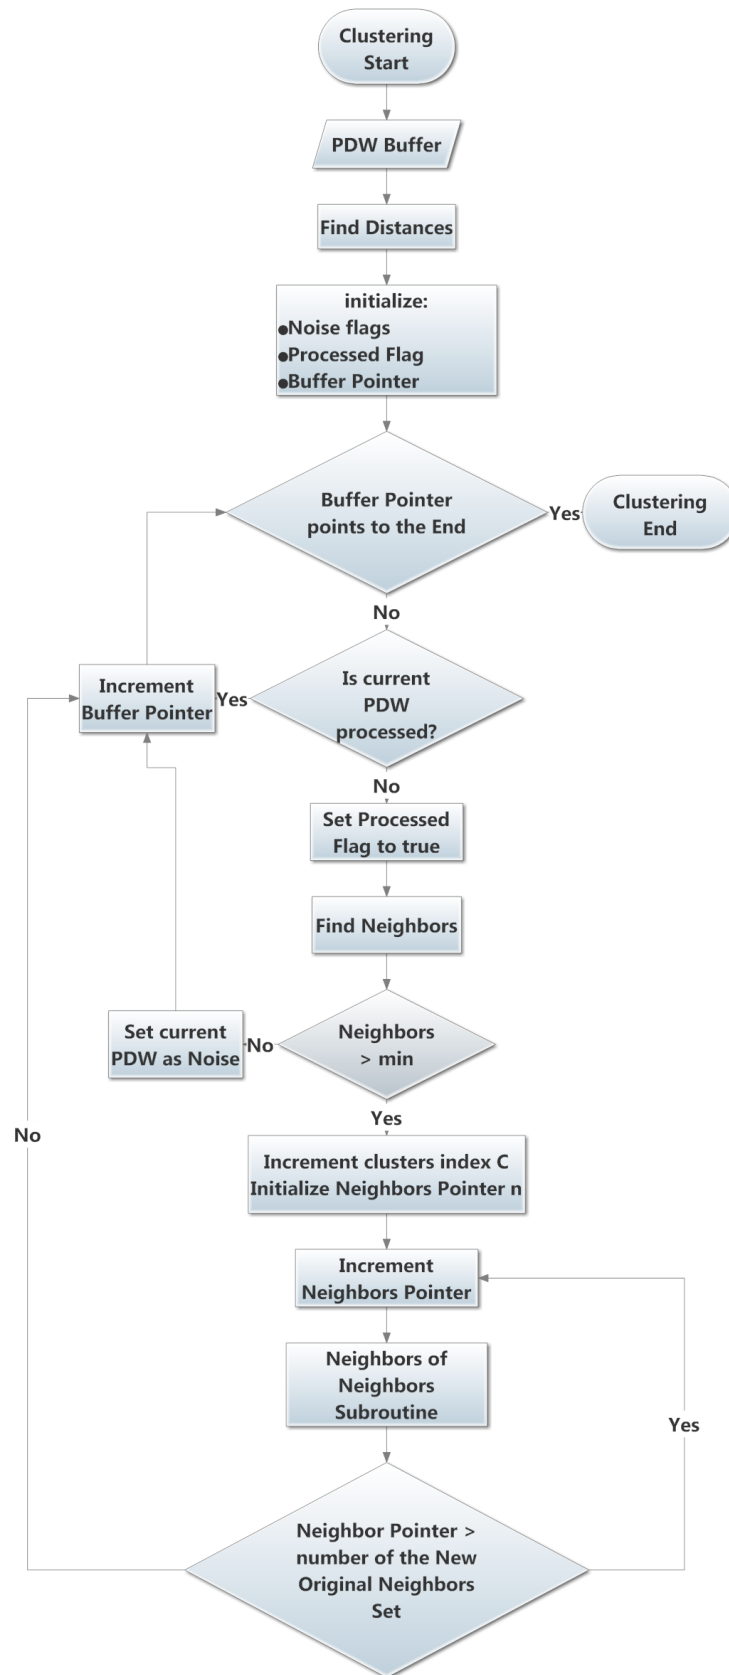 Clustering
Start
PDW Buffer
Find Distances
initialize:
●Noise flags
●Processed Flag
●Buffer Pointer
Buffer Pointer
points to the End
Yes
Clustering
End
No
Increment
Buffer Pointer
Yes
Is current
PDW
processed?
No
Set Processed
Flag to true
Find Neighbors
Set current
PDW as Noise
No
Neighbors
> min
Yes
No
Increment clusters index C
Initialize Neighbors Pointer n
Increment
Neighbors Pointer
Neighbors of
Neighbors
Subroutine
Yes
Neighbor Pointer >
number of the New
Original Neighbors
Set